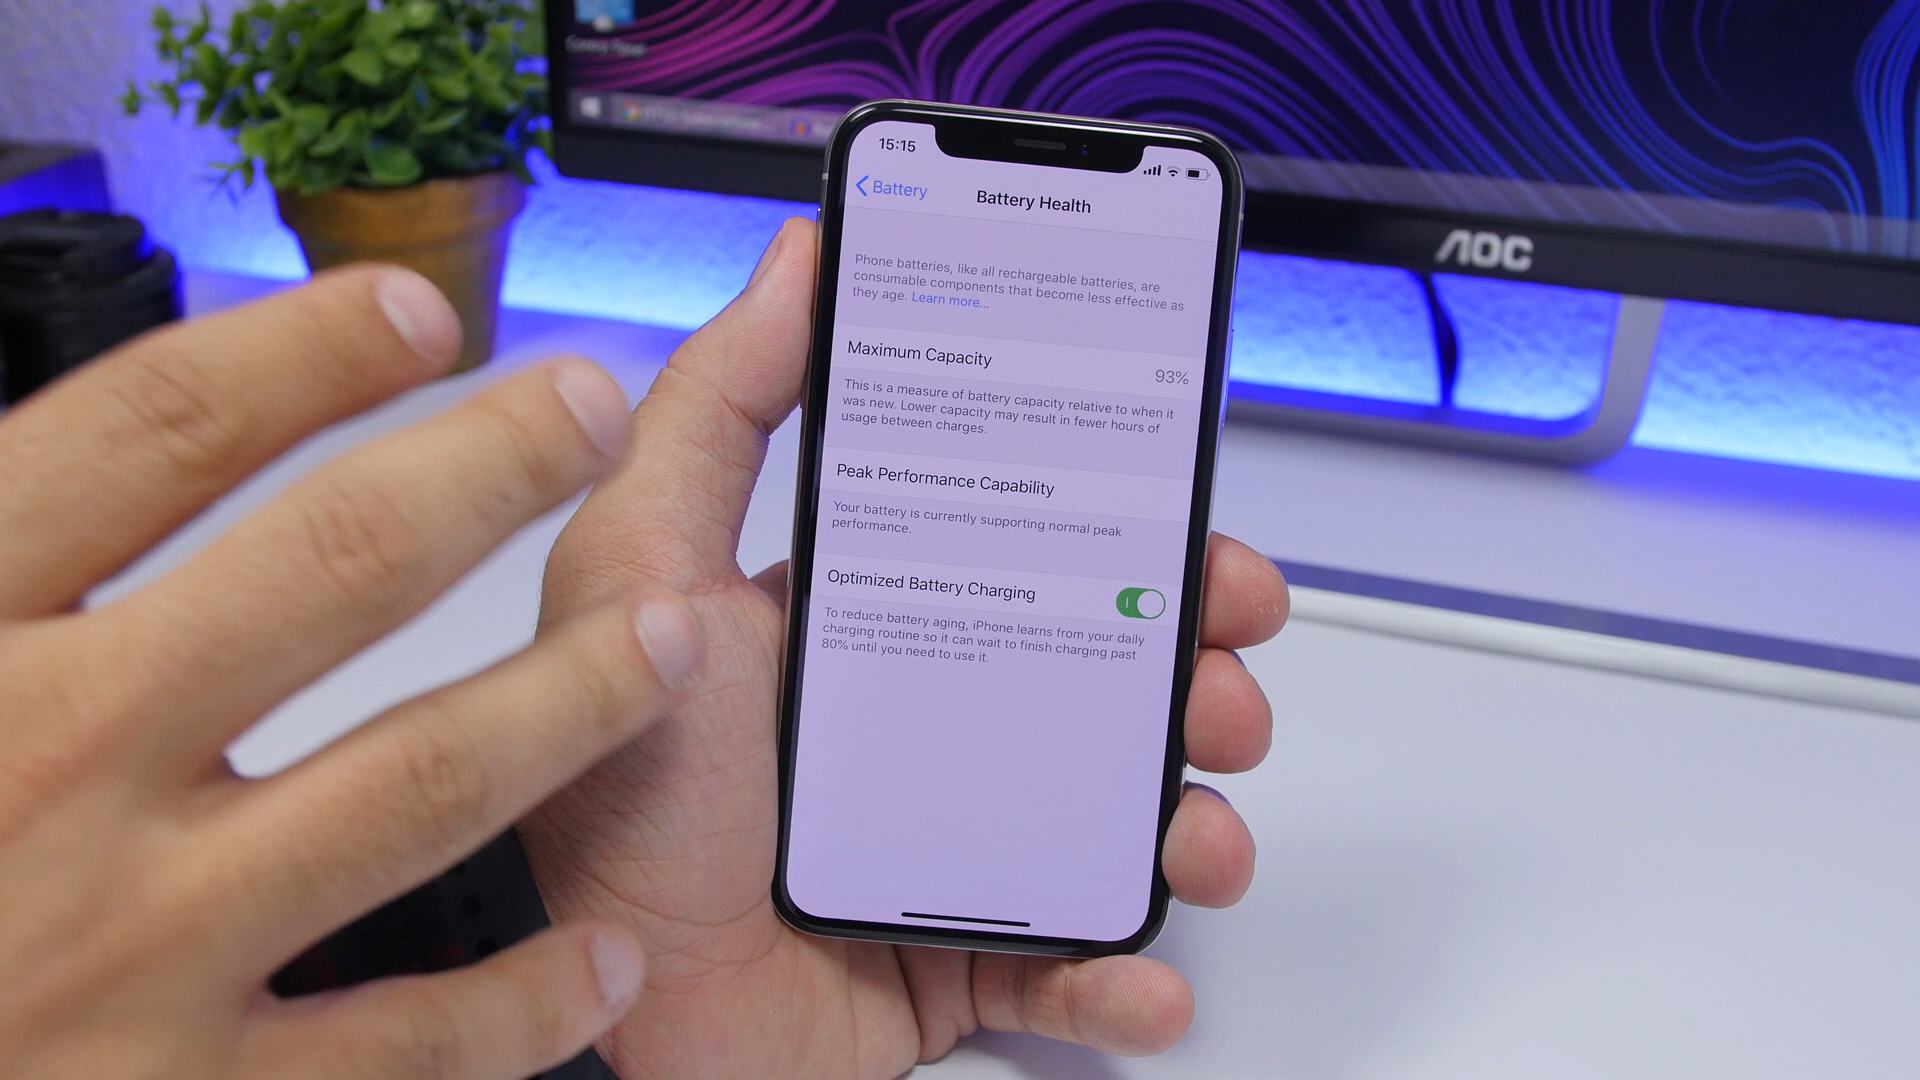 Control Panel
15:15
Battery
Battery Health
AOC
Phone batteries, like all rechargeable batteries, are
consumable components that become less effective as
they age. Learn more...
Maximum Capacity
93%
This is a measure of battery capacity relative to when it
was new. Lower capacity may result in fewer hours of
usage between charges.
Peak Performance Capability
Your battery is currently supporting normal peak
performance.
Optimized Battery Charging
To reduce battery aging, iPhone learns from your daily
charging routine so it can wait to finish charging past
80% until you need to use it.